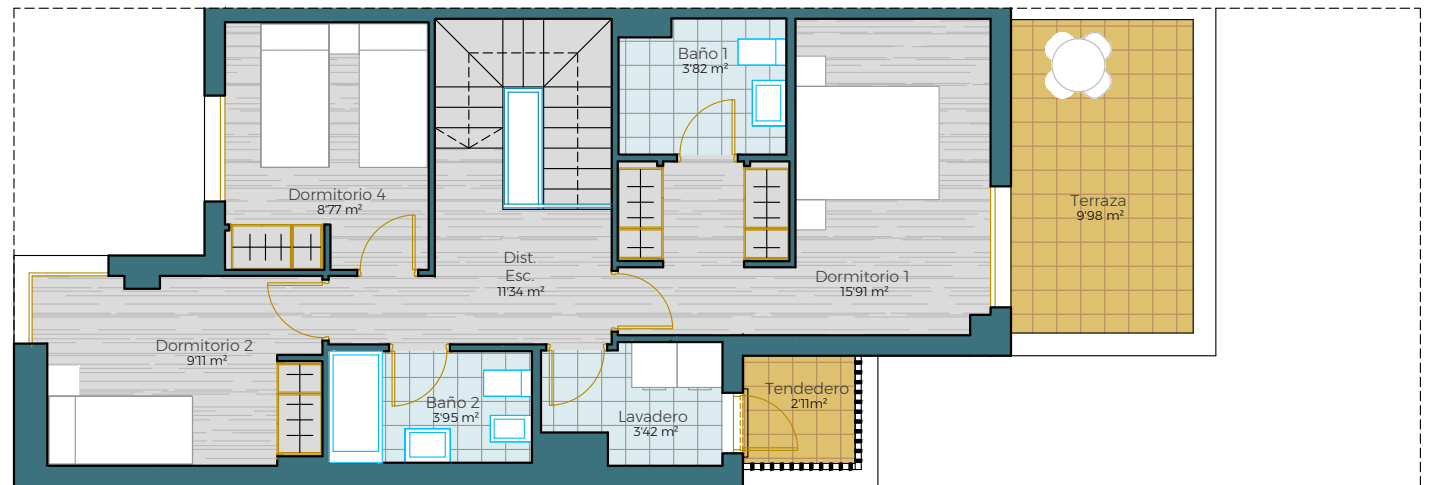 Baño 1
3'82 m²
Dormitorio 4
8'77 m²
Terraza
9'98 m²
Dist.
Esc.
11'34 m²
Dormitorio 1
15'91 m²
Dormitorio 2
9'11 m²
Baño 2
3'95 m²
Lavadero
3'42 m²
Tendedero
2'11m²